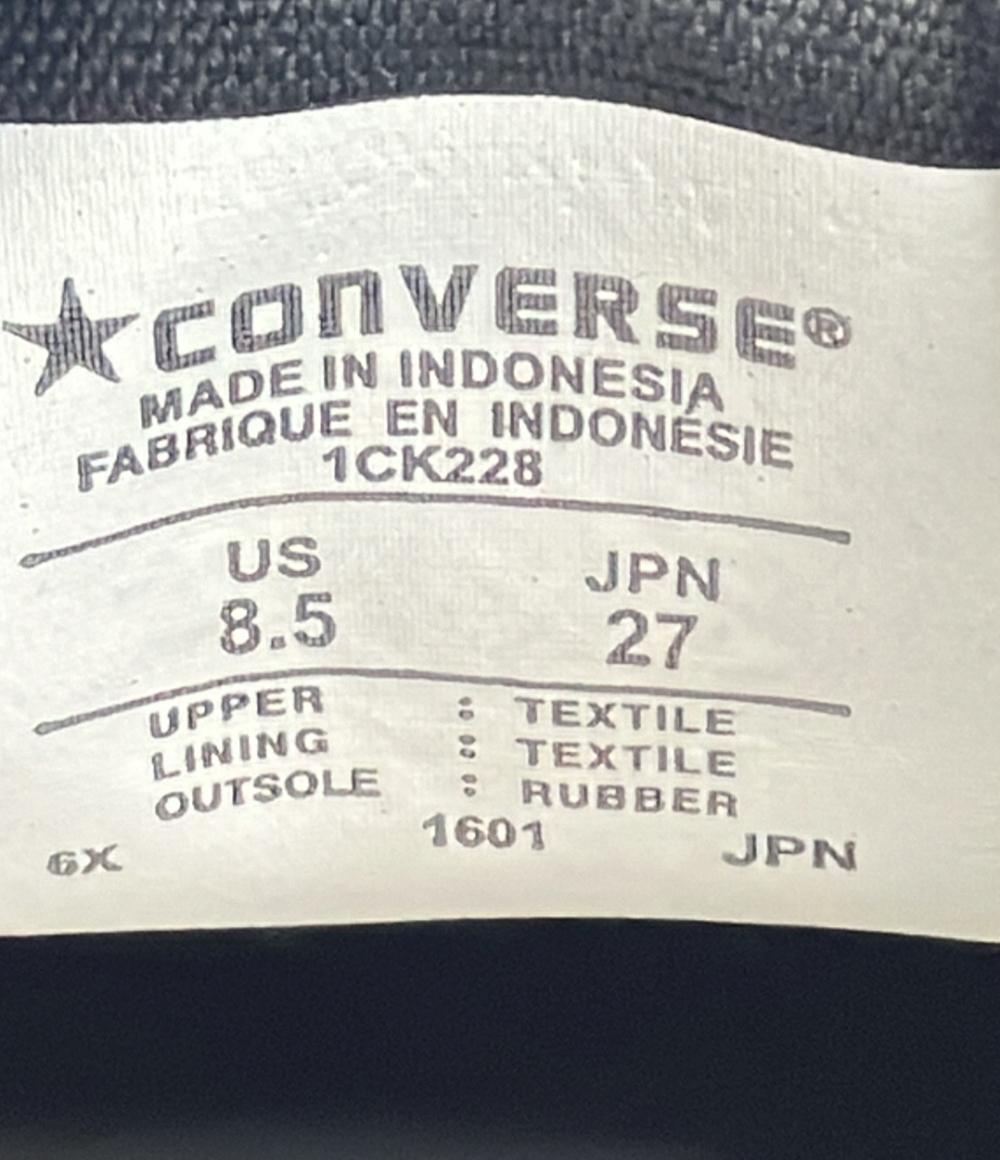 CONVERSE®
MADE IN INDONESIA
FABRIQUE EN INDONÉSIE
1CK228
US JPN
8.5 27
UPPER : TEXTILE
LINING : TEXTILE
OUTSOLE : RUBBER
6X 1601 JPN